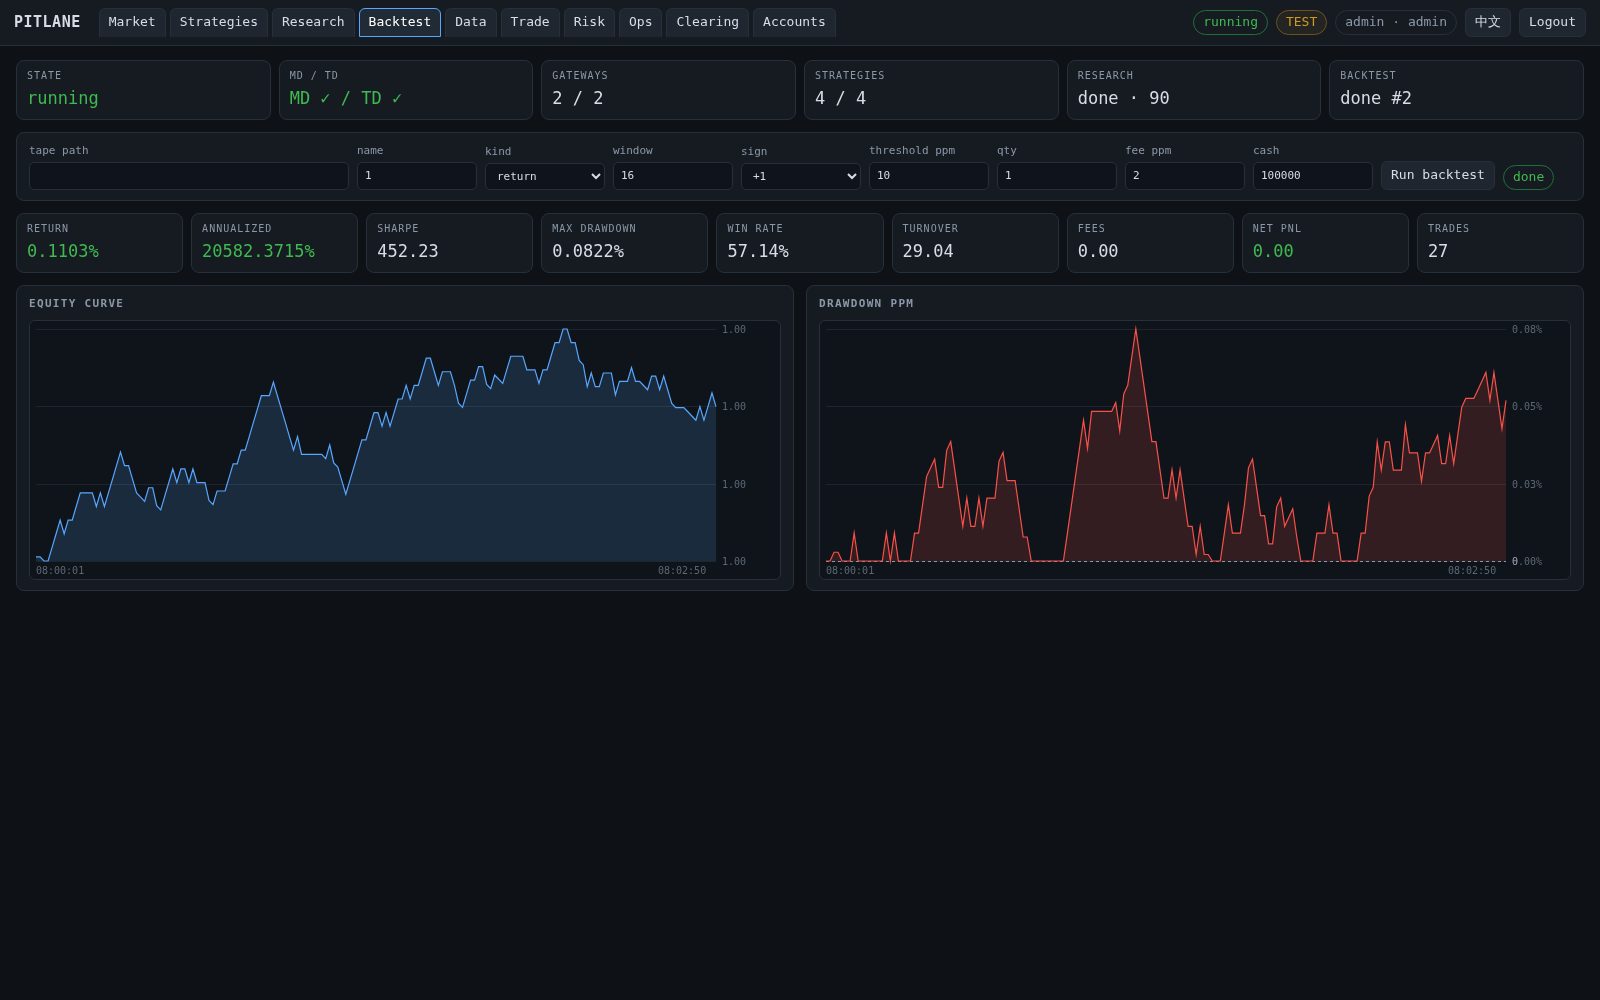 PITLANE Market Strategies Research Backtest Data Trade Risk Ops Clearing Accounts running TEST admin · admin 中文 Logout
STATE MD / TD GATEWAYS STRATEGIES RESEARCH BACKTEST
running MD ✓ / TD ✓ 2 / 2 4 / 4 done · 90 done #2
tape path name kind window sign threshold ppm qty fee ppm cash
1 return 16 +1 10 1 2 100000 Run backtest done
RETURN ANNUALIZED SHARPE MAX DRAWDOWN WIN RATE TURNOVER FEES NET PNL TRADES
0.1103% 20582.3715% 452.23 0.0822% 57.14% 29.04 0.00 0.00 27
EQUITY CURVE
1.00
1.00
1.00
1.00
08:00:01 08:02:50
DRAWDOWN PPM
0.08%
0.05%
0.03%
0.00%
08:00:01 08:02:50